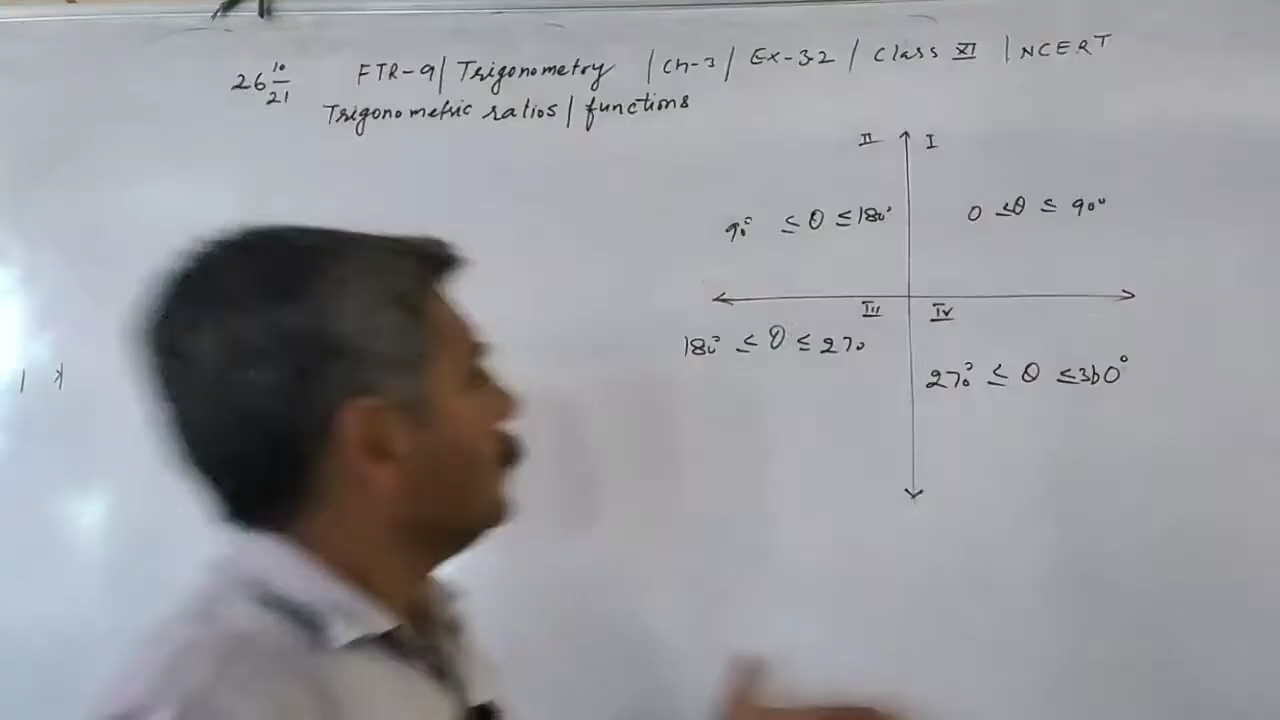 26 10/21 FTR-9 | Trigonometry | Ch-3 | Ex-3.2 / Class XI | NCERT
Trigonometric ratios | functions
II I
90° ≤ θ ≤ 180° 0 ≤ θ ≤ 90°
III IV
180° ≤ θ ≤ 270
270° ≤ θ ≤ 360°